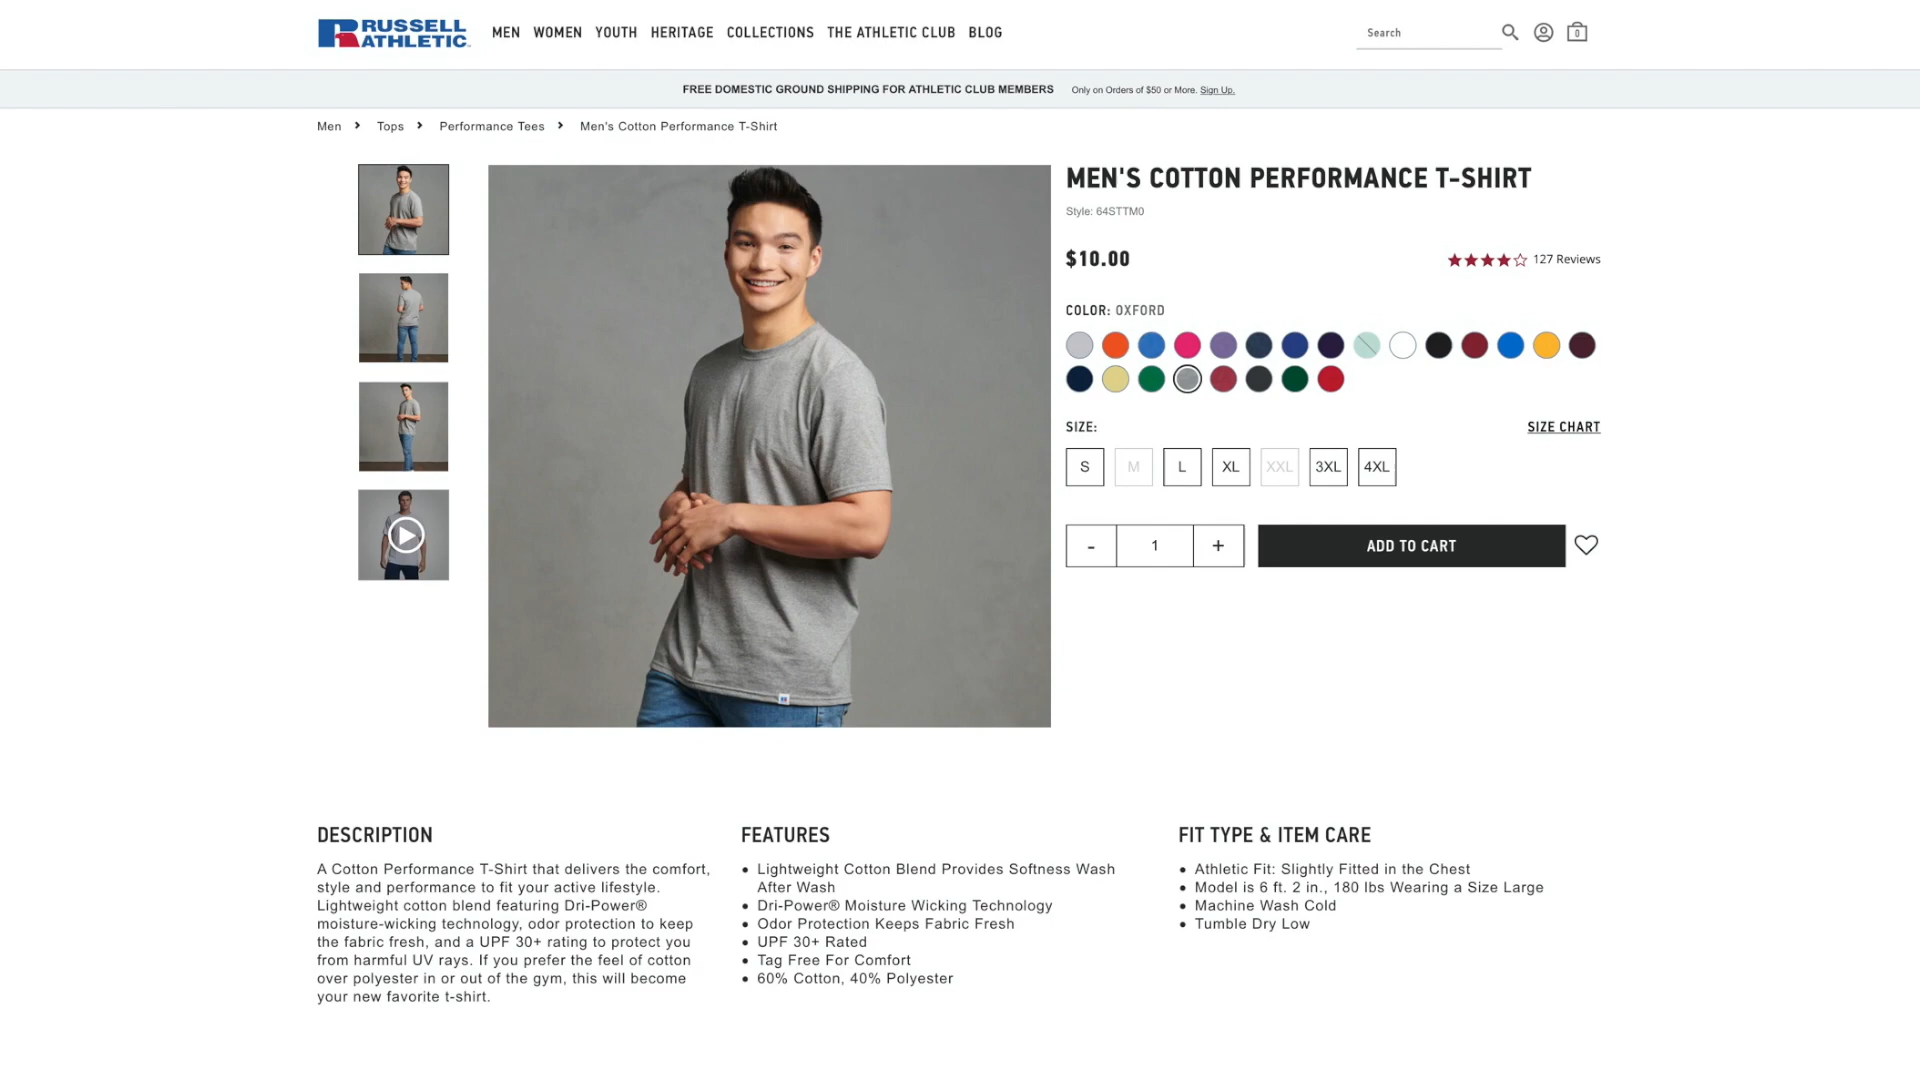 RUSSELL
ATHLETIC
MEN WOMEN YOUTH HERITAGE COLLECTIONS THE ATHLETIC CLUB BLOG
Search
0
FREE DOMESTIC GROUND SHIPPING FOR ATHLETIC CLUB MEMBERS Only on Orders of $50 or More. Sign Up.
Men > Tops > Performance Tees > Men's Cotton Performance T-Shirt
MEN'S COTTON PERFORMANCE T-SHIRT
Style: 64STTM0
$10.00
127 Reviews
COLOR: OXFORD
SIZE:
SIZE CHART
S M L XL XXL 3XL 4XL
- 1 +
ADD TO CART
DESCRIPTION
A Cotton Performance T-Shirt that delivers the comfort,
style and performance to fit your active lifestyle.
Lightweight cotton blend featuring Dri-Power®
moisture-wicking technology, odor protection to keep
the fabric fresh, and a UPF 30+ rating to protect you
from harmful UV rays. If you prefer the feel of cotton
over polyester in or out of the gym, this will become
your new favorite t-shirt.
FEATURES
• Lightweight Cotton Blend Provides Softness Wash
After Wash
• Dri-Power® Moisture Wicking Technology
• Odor Protection Keeps Fabric Fresh
• UPF 30+ Rated
• Tag Free For Comfort
• 60% Cotton, 40% Polyester
FIT TYPE & ITEM CARE
• Athletic Fit: Slightly Fitted in the Chest
• Model is 6 ft. 2 in., 180 lbs Wearing a Size Large
• Machine Wash Cold
• Tumble Dry Low